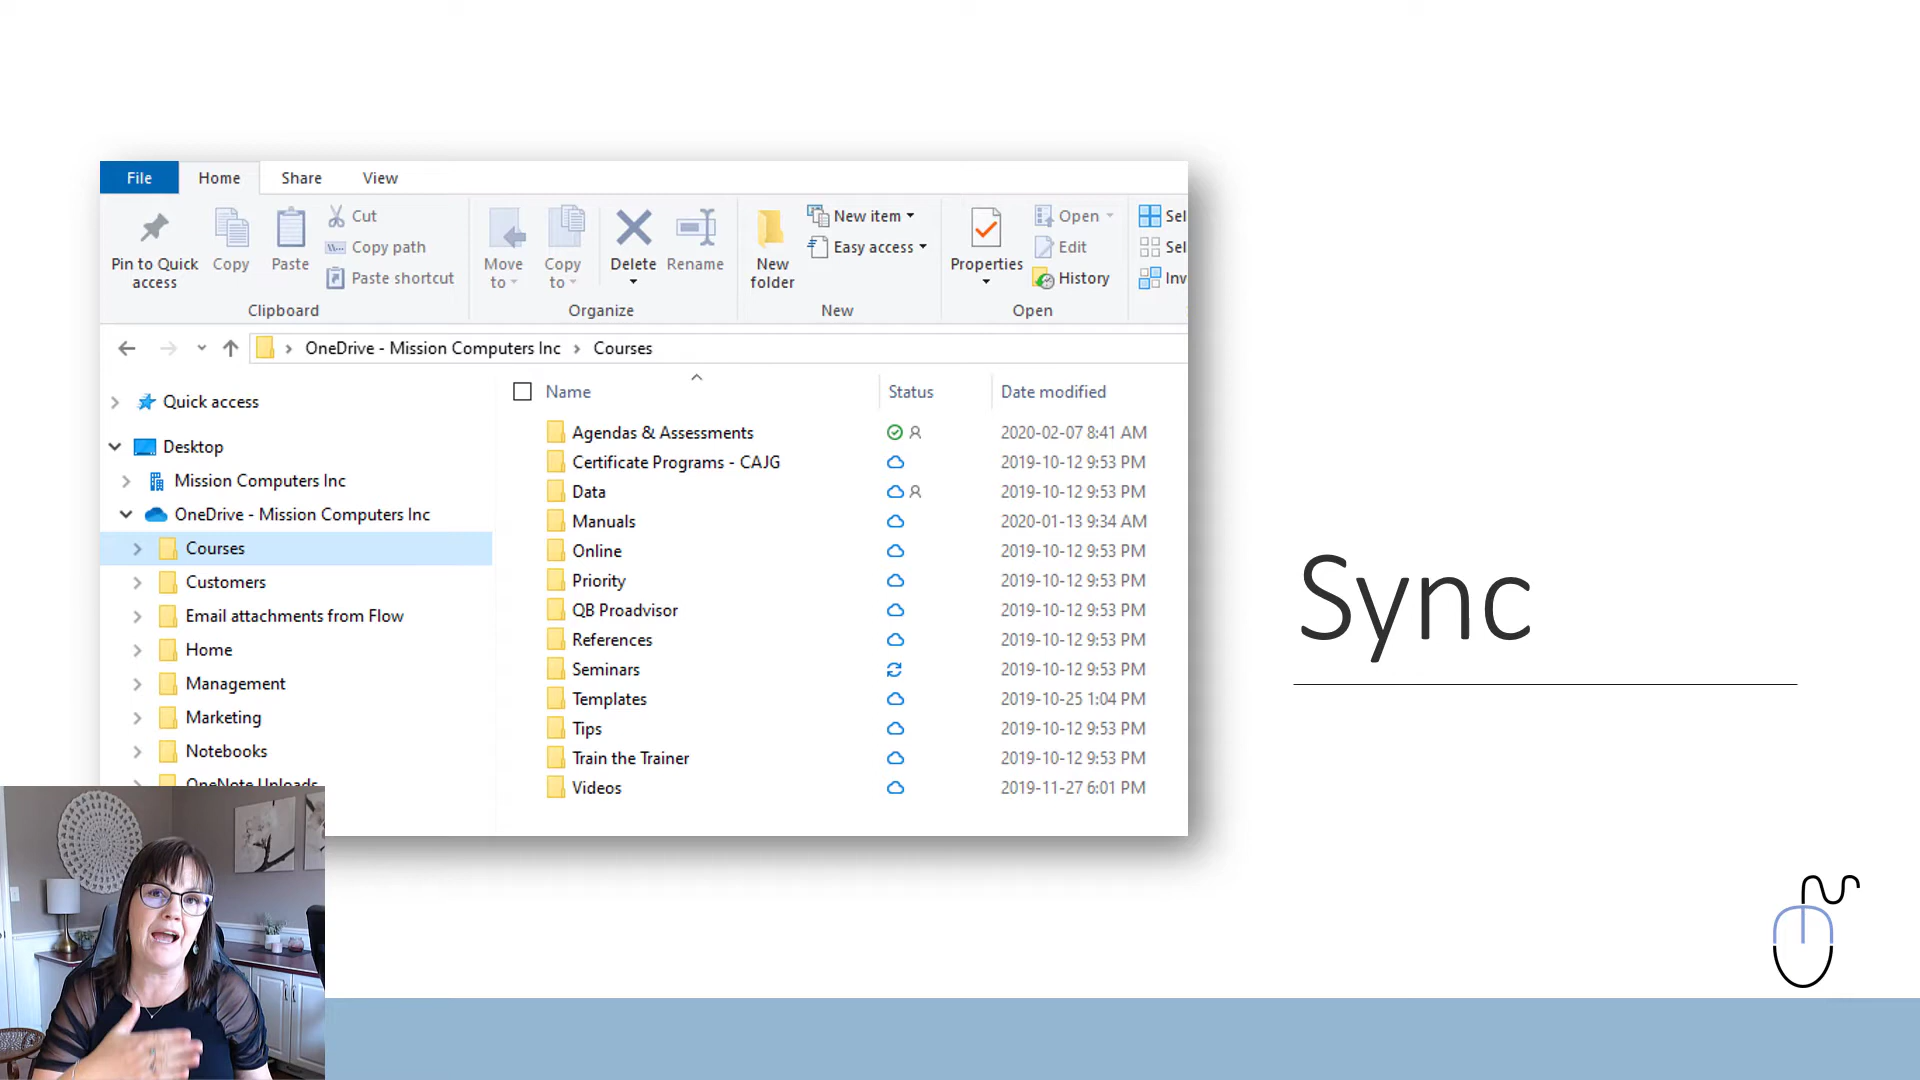 File Home Share View
Pin to Quick access
Copy
Paste
Cut
Copy path
Paste shortcut
Clipboard
Move to
Copy to
Delete
Rename
Organize
New folder
New item
Easy access
New
Properties
Open
Edit
History
Open
Sel
Sel
Inv
OneDrive - Mission Computers Inc > Courses
Quick access
Desktop
Mission Computers Inc
OneDrive - Mission Computers Inc
Courses
Customers
Email attachments from Flow
Home
Management
Marketing
Notebooks
OneNote Uploads
Name Status Date modified
Agendas & Assessments 2020-02-07 8:41 AM
Certificate Programs - CAJG 2019-10-12 9:53 PM
Data 2019-10-12 9:53 PM
Manuals 2020-01-13 9:34 AM
Online 2019-10-12 9:53 PM
Priority 2019-10-12 9:53 PM
QB Proadvisor 2019-10-12 9:53 PM
References 2019-10-12 9:53 PM
Seminars 2019-10-12 9:53 PM
Templates 2019-10-25 1:04 PM
Tips 2019-10-12 9:53 PM
Train the Trainer 2019-10-12 9:53 PM
Videos 2019-11-27 6:01 PM
Sync